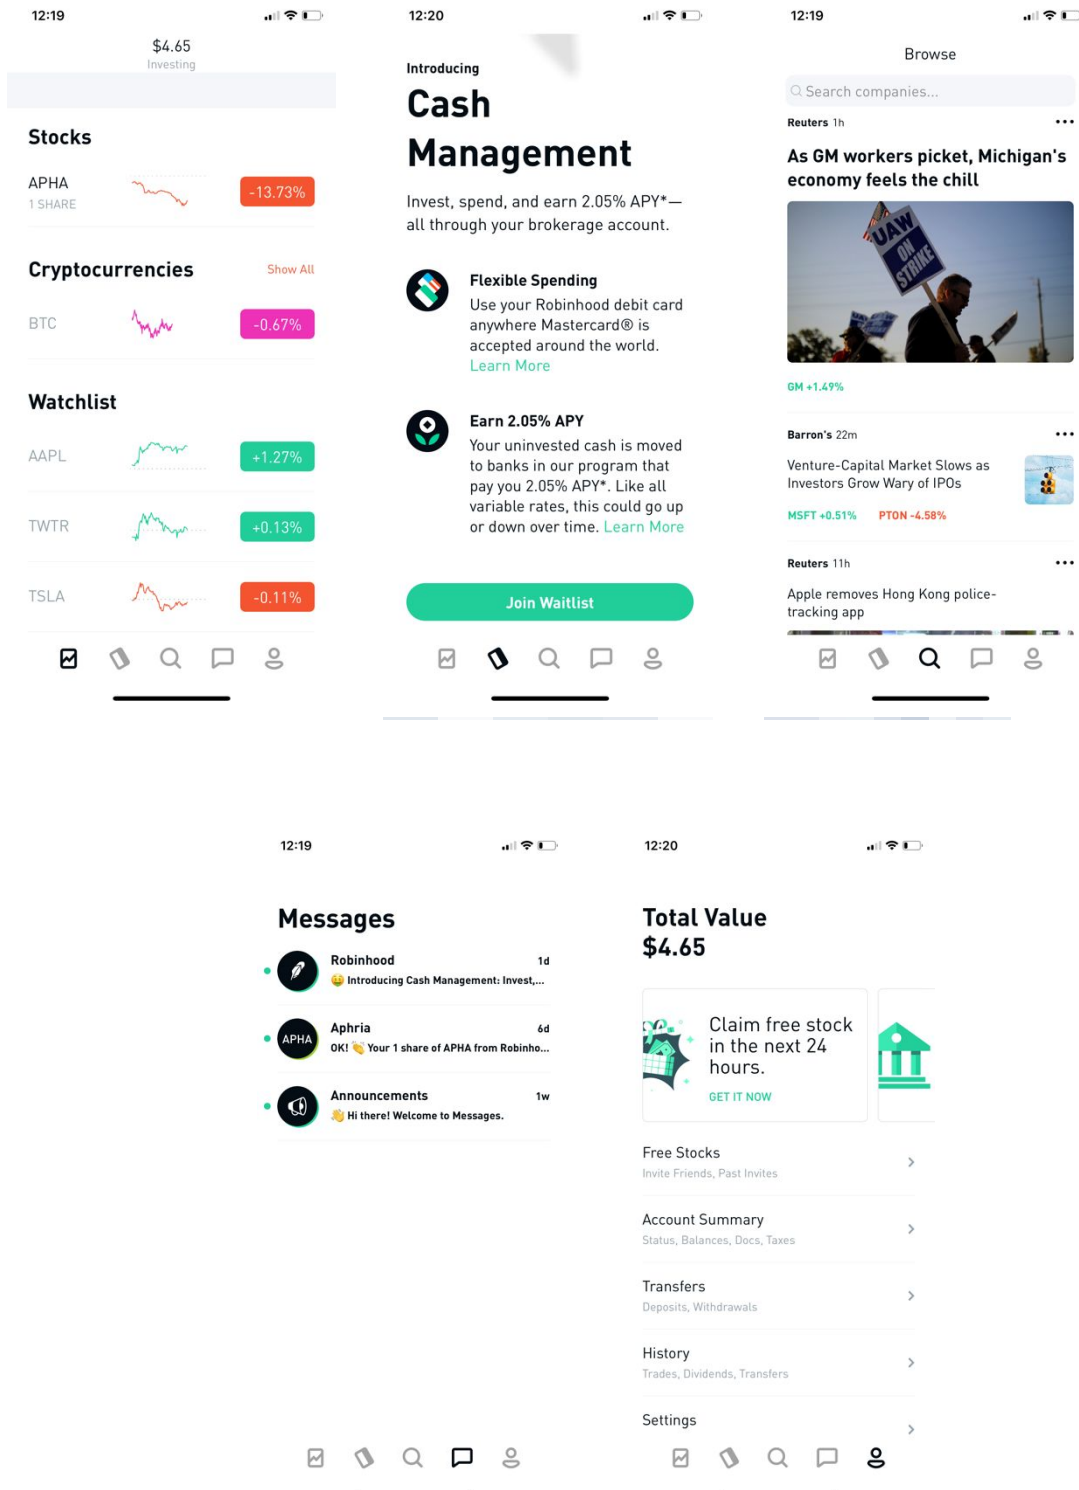 12:19
$4.65
Investing
Stocks
APHA
1 SHARE
-13.73%
Cryptocurrencies
Show All
BTC
-0.67%
Watchlist
AAPL
+1.27%
TWTR
+0.13%
TSLA
-0.11%
12:20
Introducing
Cash
Management
Invest, spend, and earn 2.05% APY*—
all through your brokerage account.
Flexible Spending
Use your Robinhood debit card
anywhere Mastercard® is
accepted around the world.
Learn More
Earn 2.05% APY
Your uninvested cash is moved
to banks in our program that
pay you 2.05% APY*. Like all
variable rates, this could go up
or down over time. Learn More
Join Waitlist
12:19
Browse
Search companies...
Reuters 1h
As GM workers picket, Michigan's
economy feels the chill
UAW
ON
STRIKE
GM +1.49%
Barron's 22m
Venture-Capital Market Slows as
Investors Grow Wary of IPOs
MSFT +0.51% PTON -4.58%
Reuters 11h
Apple removes Hong Kong police-
tracking app
12:19
Messages
Robinhood 1d
🤑 Introducing Cash Management: Invest,...
APHA
Aphria 6d
OK! 👏 Your 1 share of APHA from Robinho...
Announcements 1w
👋 Hi there! Welcome to Messages.
12:20
Total Value
$4.65
Claim free stock
in the next 24
hours.
GET IT NOW
Free Stocks
Invite Friends, Past Invites
Account Summary
Status, Balances, Docs, Taxes
Transfers
Deposits, Withdrawals
History
Trades, Dividends, Transfers
Settings